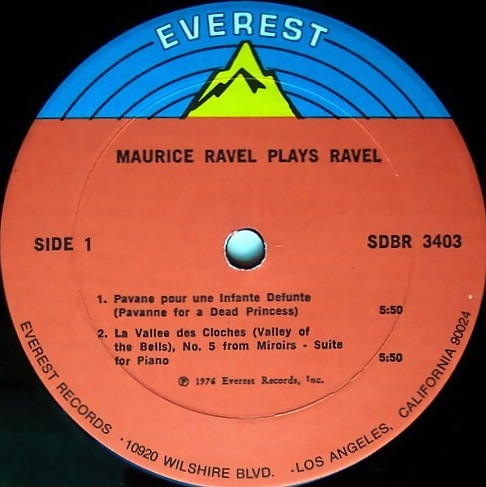 EVEREST
MAURICE RAVEL PLAYS RAVEL
SIDE 1
SDBR 3403
1. Pavane pour une Infante Defunte
(Pavanne for a Dead Princess) 5:50
2. La Vallee des Cloches (Valley of
the Bells), No. 5 from Miroirs - Suite
for Piano 5:50
℗ 1976 Everest Records, Inc.
EVEREST RECORDS ·10920 WILSHIRE BLVD. ·LOS ANGELES, CALIFORNIA 90024